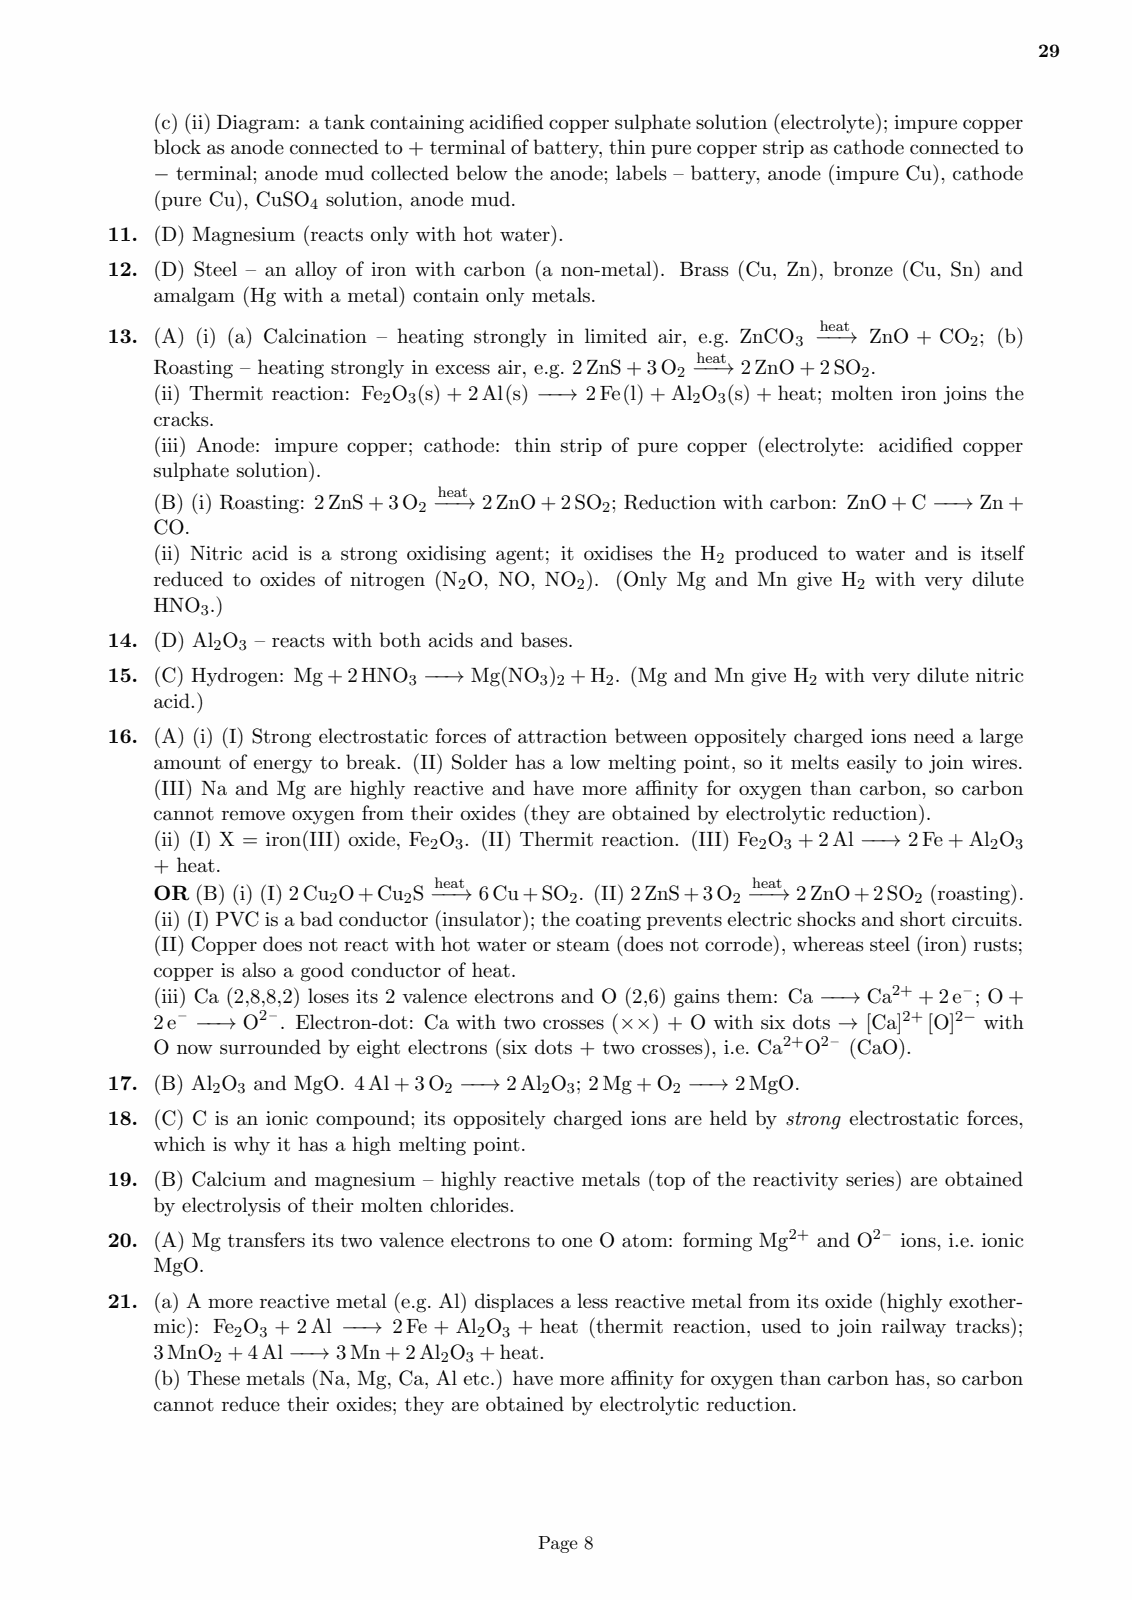 29
(c) (ii) Diagram: a tank containing acidified copper sulphate solution (electrolyte); impure copper
block as anode connected to + terminal of battery, thin pure copper strip as cathode connected to
− terminal; anode mud collected below the anode; labels – battery, anode (impure Cu), cathode
(pure Cu), CuSO₄ solution, anode mud.
11. (D) Magnesium (reacts only with hot water).
12. (D) Steel – an alloy of iron with carbon (a non-metal). Brass (Cu, Zn), bronze (Cu, Sn) and
amalgam (Hg with a metal) contain only metals.
13. (A) (i) (a) Calcination – heating strongly in limited air, e.g. ZnCO₃ —heat→ ZnO + CO₂; (b)
Roasting – heating strongly in excess air, e.g. 2 ZnS + 3 O₂ —heat→ 2 ZnO + 2 SO₂.
(ii) Thermit reaction: Fe₂O₃(s) + 2 Al(s) ⟶ 2 Fe(l) + Al₂O₃(s) + heat; molten iron joins the
cracks.
(iii) Anode: impure copper; cathode: thin strip of pure copper (electrolyte: acidified copper
sulphate solution).
(B) (i) Roasting: 2 ZnS + 3 O₂ —heat→ 2 ZnO + 2 SO₂; Reduction with carbon: ZnO + C ⟶ Zn +
CO.
(ii) Nitric acid is a strong oxidising agent; it oxidises the H₂ produced to water and is itself
reduced to oxides of nitrogen (N₂O, NO, NO₂). (Only Mg and Mn give H₂ with very dilute
HNO₃.)
14. (D) Al₂O₃ – reacts with both acids and bases.
15. (C) Hydrogen: Mg + 2 HNO₃ ⟶ Mg(NO₃)₂ + H₂. (Mg and Mn give H₂ with very dilute nitric
acid.)
16. (A) (i) (I) Strong electrostatic forces of attraction between oppositely charged ions need a large
amount of energy to break. (II) Solder has a low melting point, so it melts easily to join wires.
(III) Na and Mg are highly reactive and have more affinity for oxygen than carbon, so carbon
cannot remove oxygen from their oxides (they are obtained by electrolytic reduction).
(ii) (I) X = iron(III) oxide, Fe₂O₃. (II) Thermit reaction. (III) Fe₂O₃ + 2 Al ⟶ 2 Fe + Al₂O₃
+ heat.
OR (B) (i) (I) 2 Cu₂O + Cu₂S —heat→ 6 Cu + SO₂. (II) 2 ZnS + 3 O₂ —heat→ 2 ZnO + 2 SO₂ (roasting).
(ii) (I) PVC is a bad conductor (insulator); the coating prevents electric shocks and short circuits.
(II) Copper does not react with hot water or steam (does not corrode), whereas steel (iron) rusts;
copper is also a good conductor of heat.
(iii) Ca (2,8,8,2) loses its 2 valence electrons and O (2,6) gains them: Ca ⟶ Ca²⁺ + 2 e⁻; O +
2 e⁻ ⟶ O²⁻. Electron-dot: Ca with two crosses (××) + O with six dots → [Ca]²⁺ [O]²⁻ with
O now surrounded by eight electrons (six dots + two crosses), i.e. Ca²⁺O²⁻ (CaO).
17. (B) Al₂O₃ and MgO. 4 Al + 3 O₂ ⟶ 2 Al₂O₃; 2 Mg + O₂ ⟶ 2 MgO.
18. (C) C is an ionic compound; its oppositely charged ions are held by strong electrostatic forces,
which is why it has a high melting point.
19. (B) Calcium and magnesium – highly reactive metals (top of the reactivity series) are obtained
by electrolysis of their molten chlorides.
20. (A) Mg transfers its two valence electrons to one O atom: forming Mg²⁺ and O²⁻ ions, i.e. ionic
MgO.
21. (a) A more reactive metal (e.g. Al) displaces a less reactive metal from its oxide (highly exother-
mic): Fe₂O₃ + 2 Al ⟶ 2 Fe + Al₂O₃ + heat (thermit reaction, used to join railway tracks);
3 MnO₂ + 4 Al ⟶ 3 Mn + 2 Al₂O₃ + heat.
(b) These metals (Na, Mg, Ca, Al etc.) have more affinity for oxygen than carbon has, so carbon
cannot reduce their oxides; they are obtained by electrolytic reduction.
Page 8